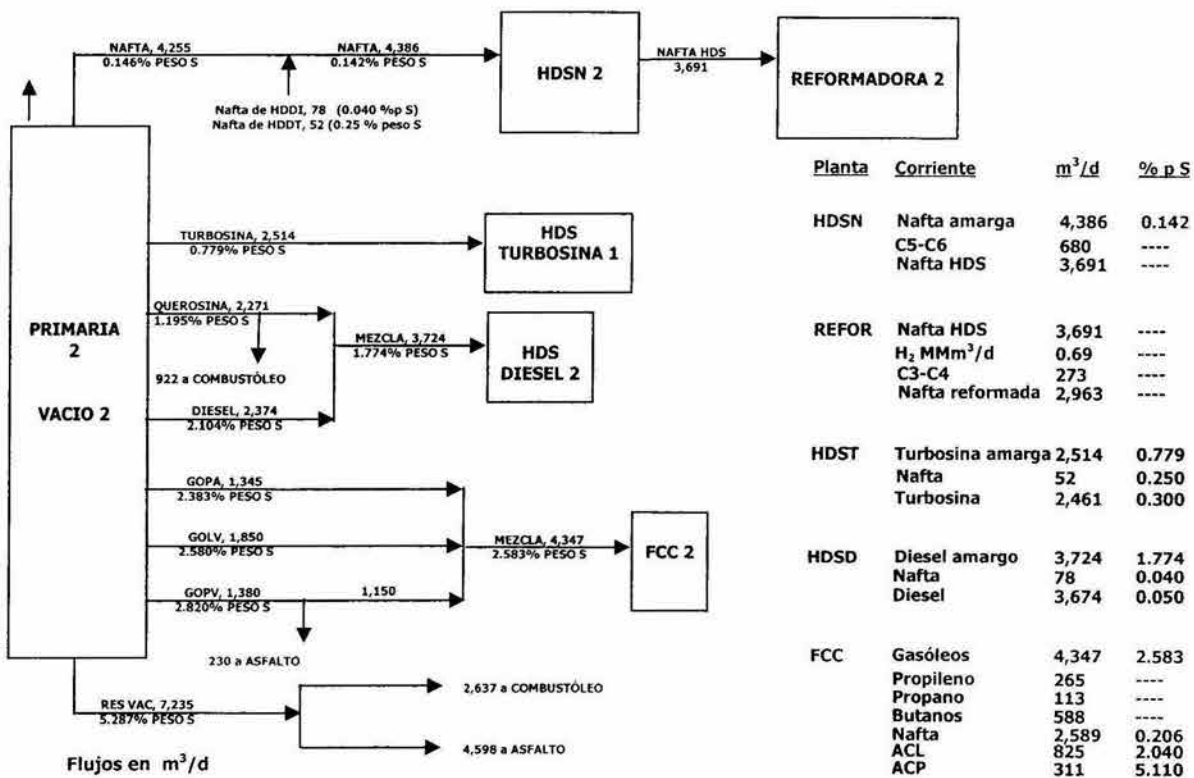 NAFTA, 4,255
0.146% PESO S
NAFTA, 4,386
0.142% PESO S
HDSN 2
NAFTA HDS
3,691
REFORMADORA 2
Nafta de HDDI, 78 (0.040 %p S)
Nafta de HDDT, 52 (0.25 % peso S
PRIMARIA
2
VACIO 2
TURBOSINA, 2,514
0.779% PESO S
HDS
TURBOSINA 1
QUEROSINA, 2,271
1.195% PESO S
922 a COMBUSTÓLEO
MEZCLA, 3,724
1.774% PESO S
HDS
DIESEL 2
DIESEL, 2,374
2.104% PESO S
GOPA, 1,345
2.383% PESO S
GOLV, 1,850
2.580% PESO S
MEZCLA, 4,347
2.583% PESO S
FCC 2
GOPV, 1,380
2.820% PESO S
1,150
230 a ASFALTO
RES VAC, 7,235
5.287% PESO S
2,637 a COMBUSTÓLEO
4,598 a ASFALTO
Flujos en m³/d
Planta Corriente m³/d % p S
HDSN Nafta amarga 4,386 0.142
C5-C6 680 ----
Nafta HDS 3,691 ----
REFOR Nafta HDS 3,691 ----
H₂ MMm³/d 0.69 ----
C3-C4 273 ----
Nafta reformada 2,963 ----
HDST Turbosina amarga 2,514 0.779
Nafta 52 0.250
Turbosina 2,461 0.300
HDSD Diesel amargo 3,724 1.774
Nafta 78 0.040
Diesel 3,674 0.050
FCC Gasóleos 4,347 2.583
Propileno 265 ----
Propano 113 ----
Butanos 588 ----
Nafta 2,589 0.206
ACL 825 2.040
ACP 311 5.110